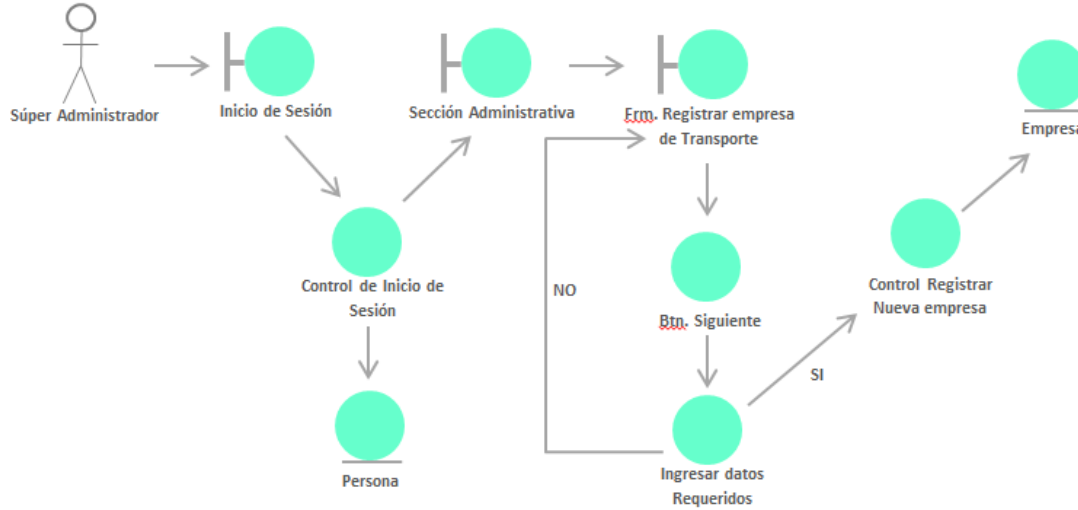 Súper Administrador
Inicio de Sesión
Sección Administrativa
Frm. Registrar empresa
de Transporte
Empresa
Control de Inicio de
Sesión
NO
Btn. Siguiente
Control Registrar
Nueva empresa
SI
Persona
Ingresar datos
Requeridos